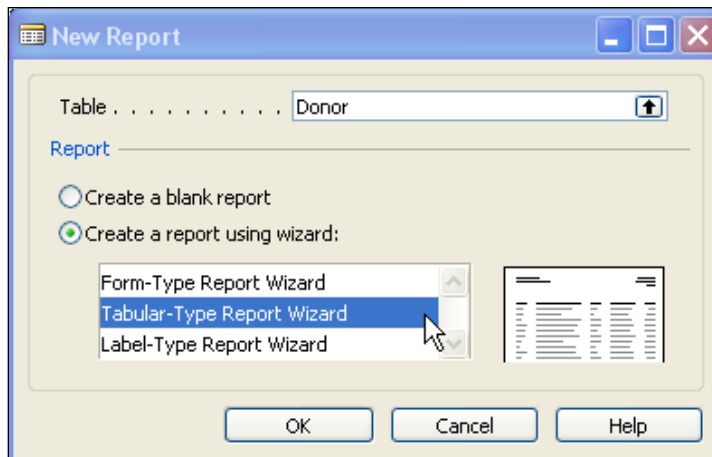 New Report
Table . . . . . . . . . . Donor
Report
Create a blank report
Create a report using wizard:
Form-Type Report Wizard
Tabular-Type Report Wizard
Label-Type Report Wizard
OK Cancel Help